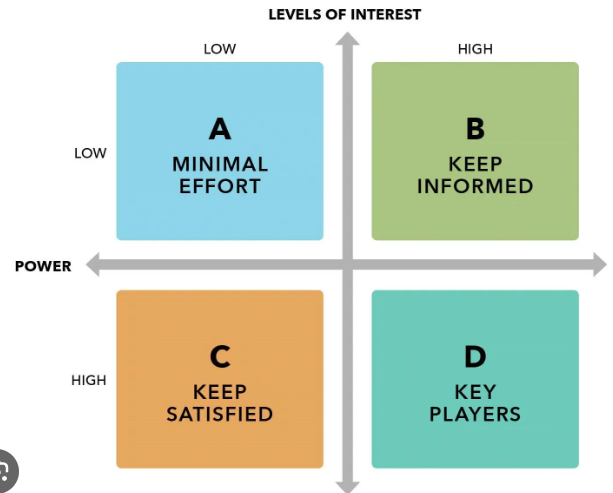 LEVELS OF INTEREST
LOW
HIGH
LOW
A
MINIMAL
EFFORT
B
KEEP
INFORMED
POWER
HIGH
C
KEEP
SATISFIED
D
KEY
PLAYERS